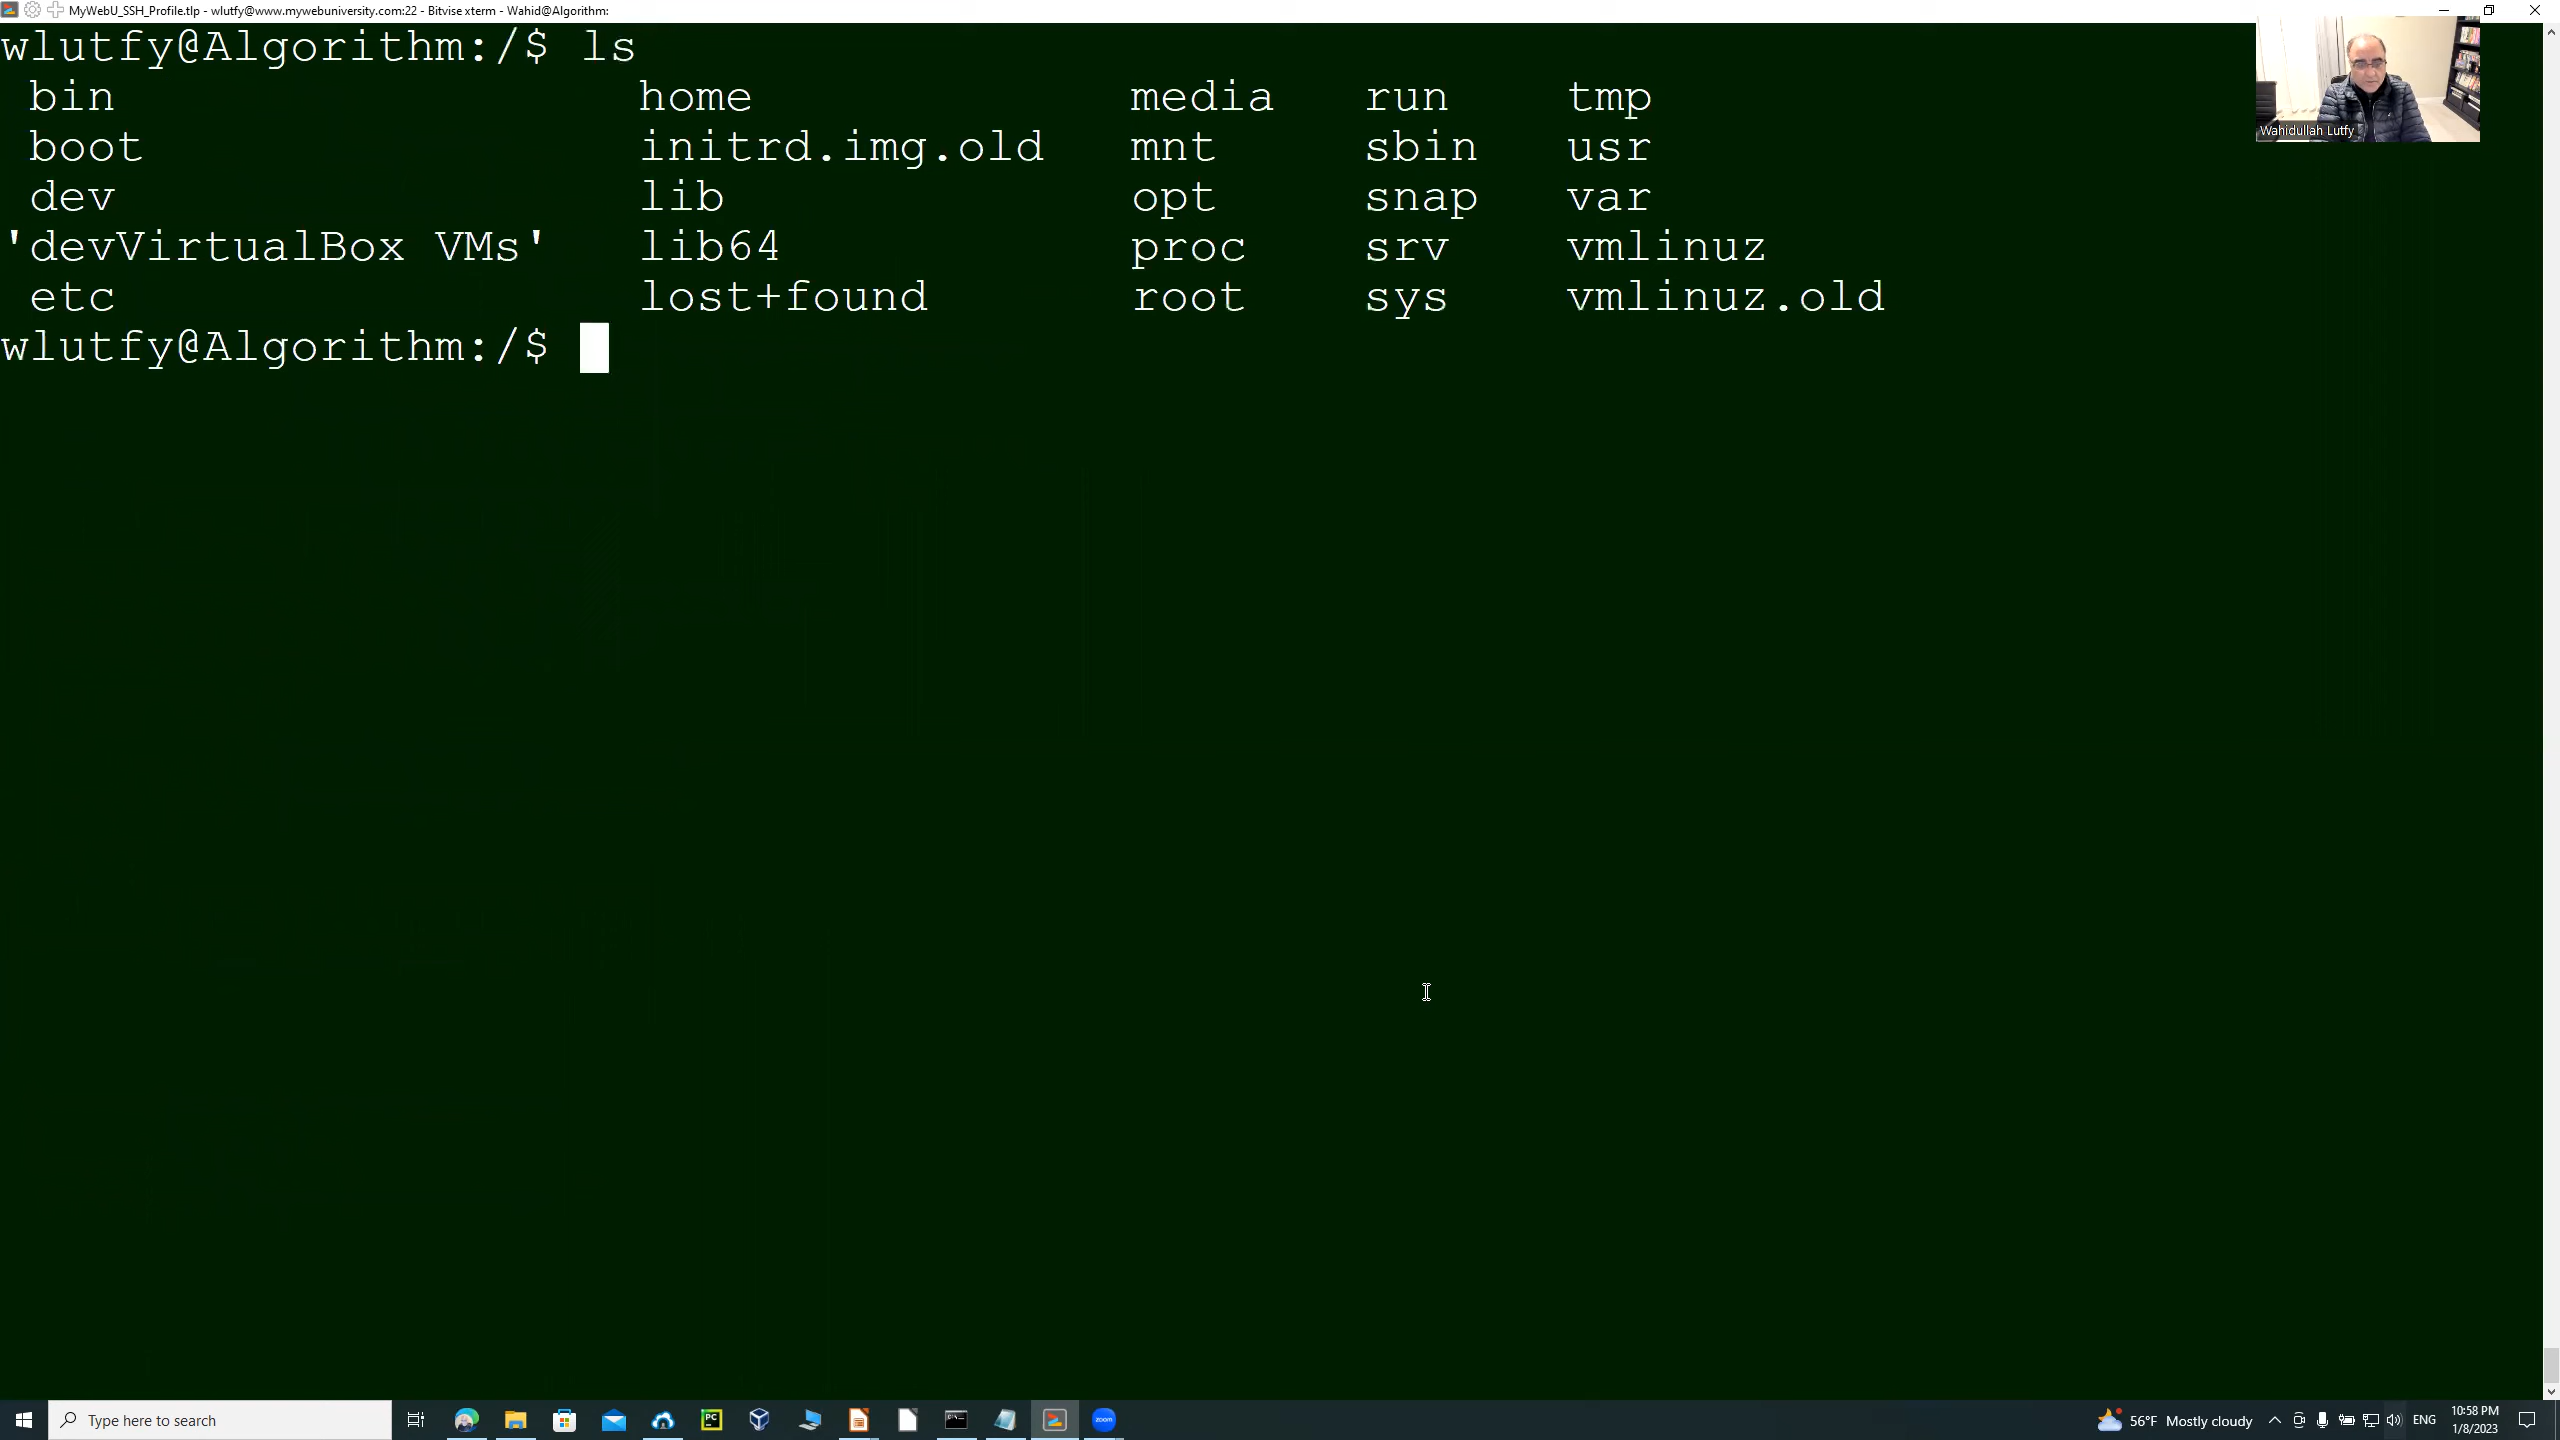 MyWebU_SSH_Profile.tlp - wlutfy@www.mywebuniversity.com:22 - Bitvise xterm - Wahid@Algorithm:
wlutfy@Algorithm:/$ ls
bin home media run tmp
boot initrd.img.old mnt sbin usr
dev lib opt snap var
'devVirtualBox VMs' lib64 proc srv vmlinuz
etc lost+found root sys vmlinuz.old
wlutfy@Algorithm:/$
Wahidullah Lutfy
Type here to search
PC
zoom
56°F Mostly cloudy
ENG
10:58 PM
1/8/2023